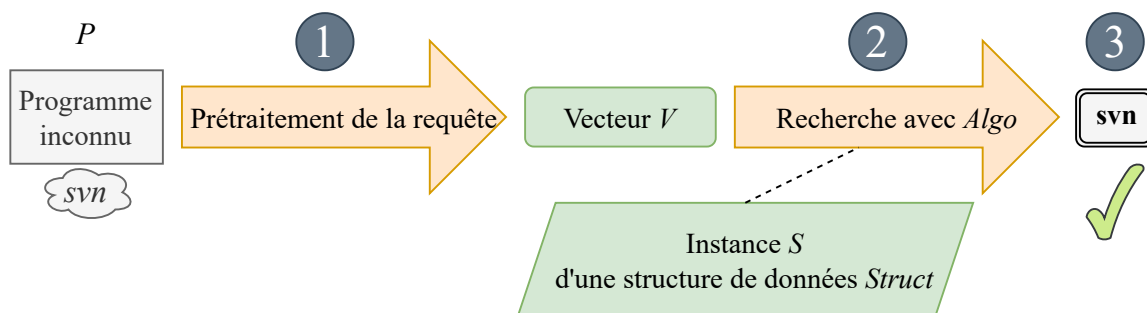 P
1
2
3
Programme
inconnu
Prétraitement de la requête
Vecteur V
Recherche avec Algo
svn
svn
Instance S
d'une structure de données Struct